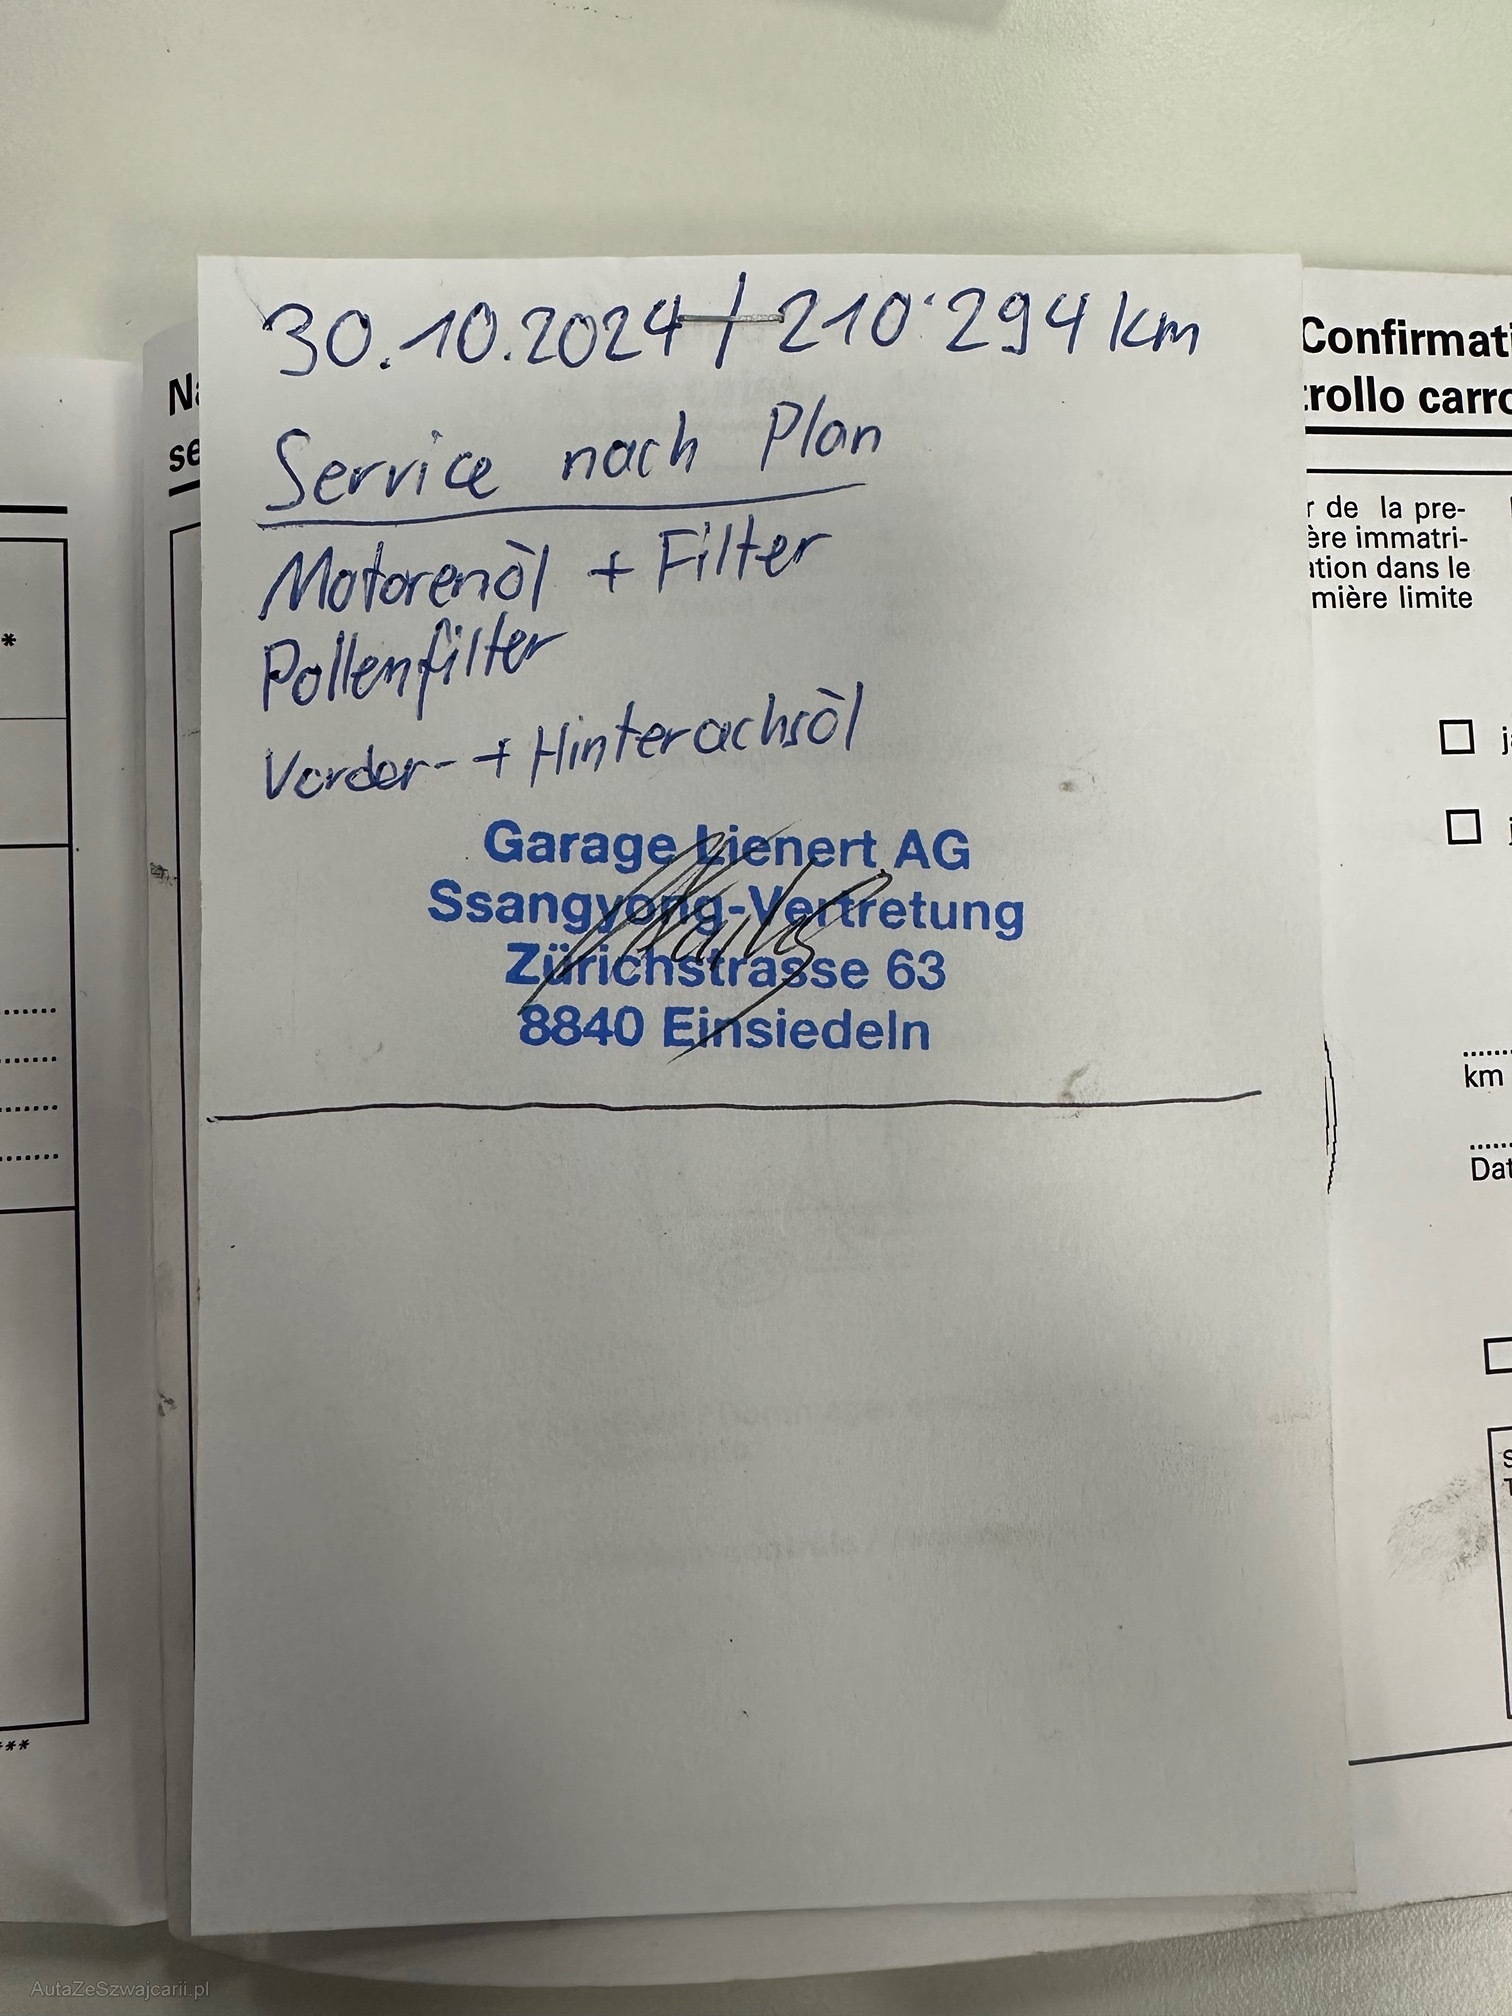 30.10.2024 / 210'294 km
Service nach Plan
Motorenöl + Filter
Pollenfilter
Vorder- + Hinterachsöl
Garage Lienert AG
Ssangyong-Vertretung
Zürichstrasse 63
8840 Einsiedeln
*
***
Confirmati
trollo carro
r de la pre-
ère immatri-
ation dans le
mière limite
km
Dat
AutaZeSzwajcarii.pl